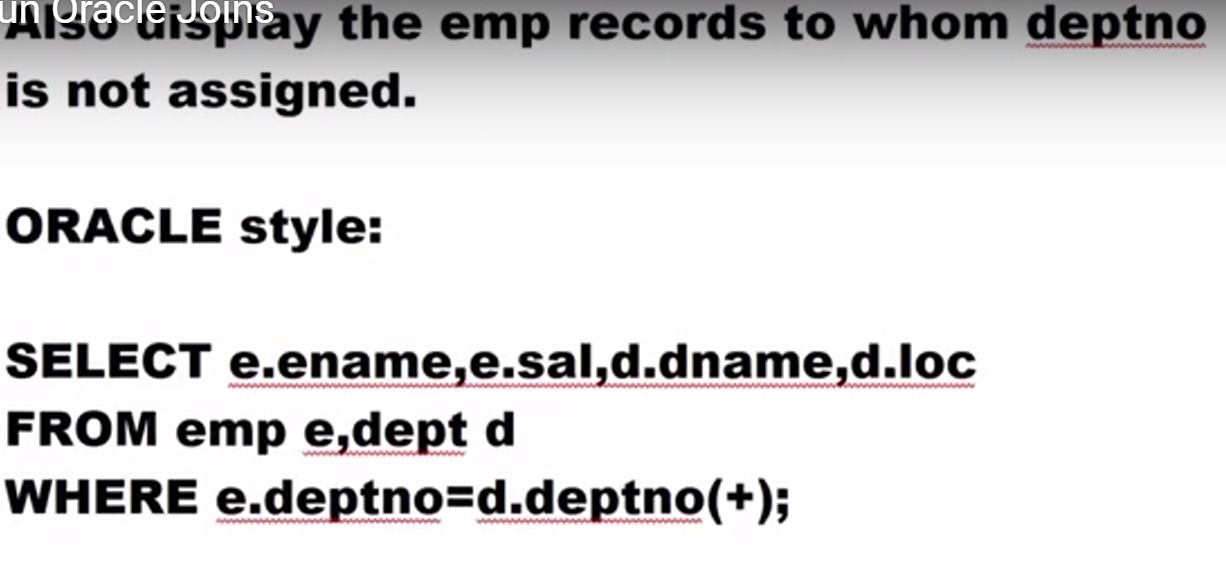 un Oracle Joins
Also display the emp records to whom deptno
is not assigned.
ORACLE style:
SELECT e.ename,e.sal,d.dname,d.loc
FROM emp e,dept d
WHERE e.deptno=d.deptno(+);